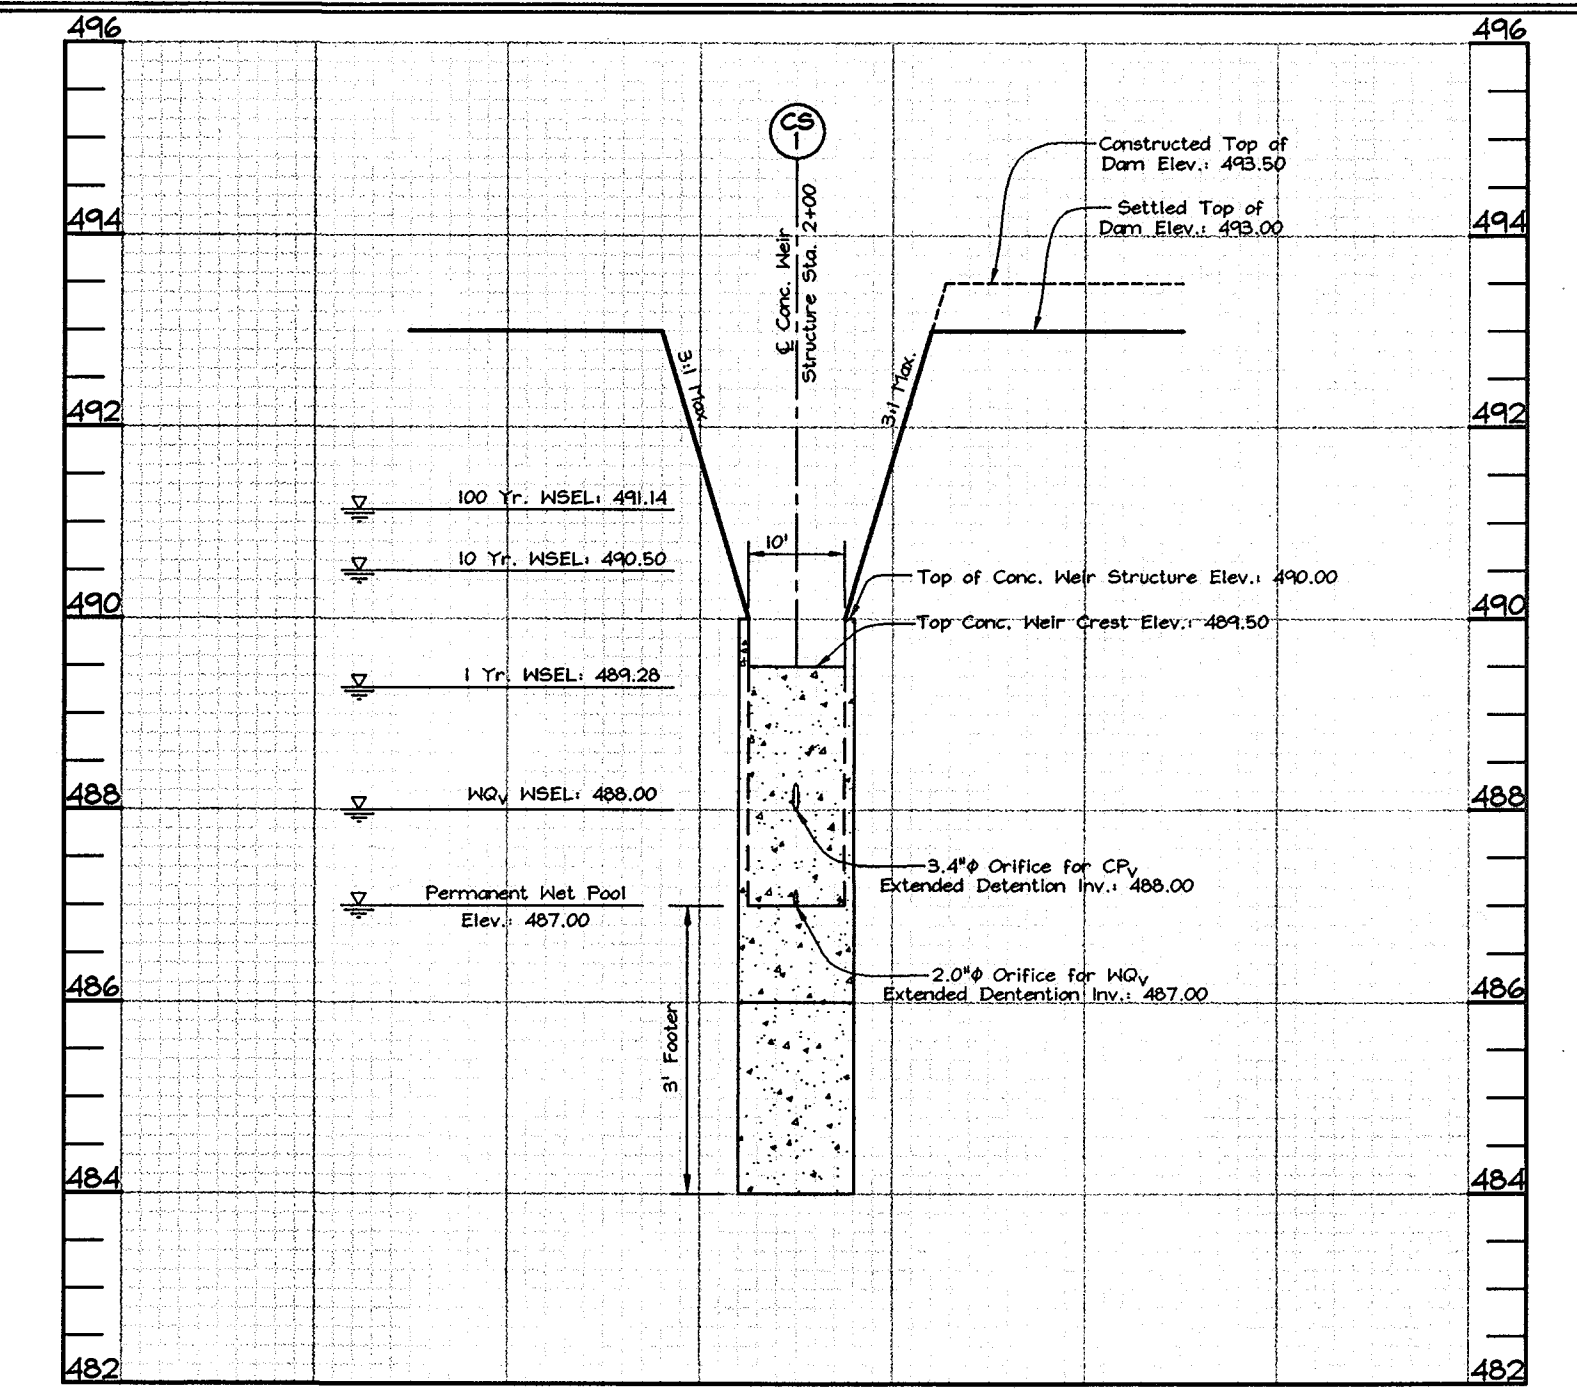 496
496
CS
1
Constructed Top of
Dam Elev.: 493.50
Settled Top of
Dam Elev.: 493.00
494
494
℄ Conc. Weir
Structure Sta. 2+00
3:1 Max.
3:1 Max.
492
492
100 Yr. WSEL: 491.14
10'
10 Yr. WSEL: 490.50
Top of Conc. Weir Structure Elev.: 490.00
490
490
Top Conc. Weir Crest Elev.: 489.50
1 Yr. WSEL: 489.28
488
WQv WSEL: 488.00
488
3.4"ø Orifice for CPv
Extended Detention Inv.: 488.00
Permanent Wet Pool
Elev.: 487.00
2.0"ø Orifice for WQv
Extended Dentention Inv.: 487.00
486
486
3' Footer
484
484
482
482